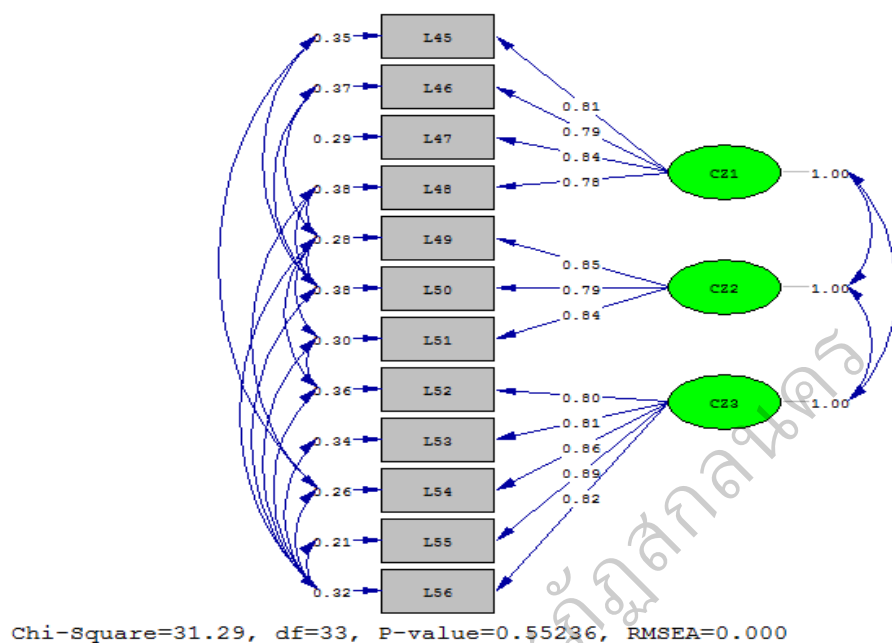 0.35 L45
0.37 L46
0.81
0.79
0.29 L47
0.84
CZ1 1.00
0.78
0.38 L48
0.28 L49
0.85
0.38 L50
0.79
CZ2 1.00
0.84
0.30 L51
0.36 L52
0.80
0.81
CZ3 1.00
0.34 L53
0.86
0.89
0.26 L54
0.82
0.21 L55
0.32 L56
Chi-Square=31.29, df=33, P-value=0.55236, RMSEA=0.000